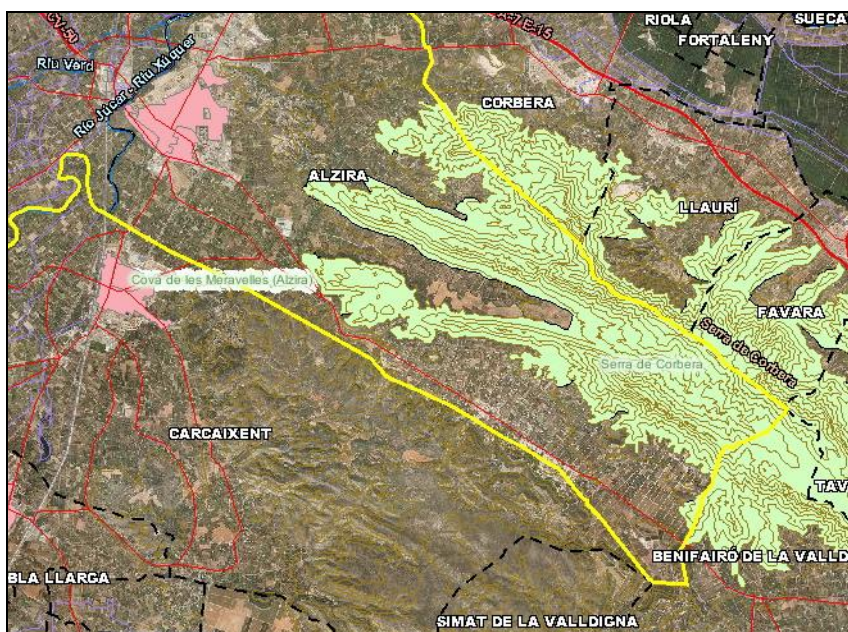 RIOLA
SUECA
FORTALENY
CV-50
A-7 E-15
Riu Verd
Río Júcar - Riu Xúquer
CORBERA
ALZIRA
LLAURÍ
Cova de les Meravelles (Alzira)
FAVARA
Serra de Corbera
Serra de Corbera
CARCAIXENT
TAV
BENIFAIRÓ DE LA VALLD
BLA LLARGA
SIMAT DE LA VALLDIGNA